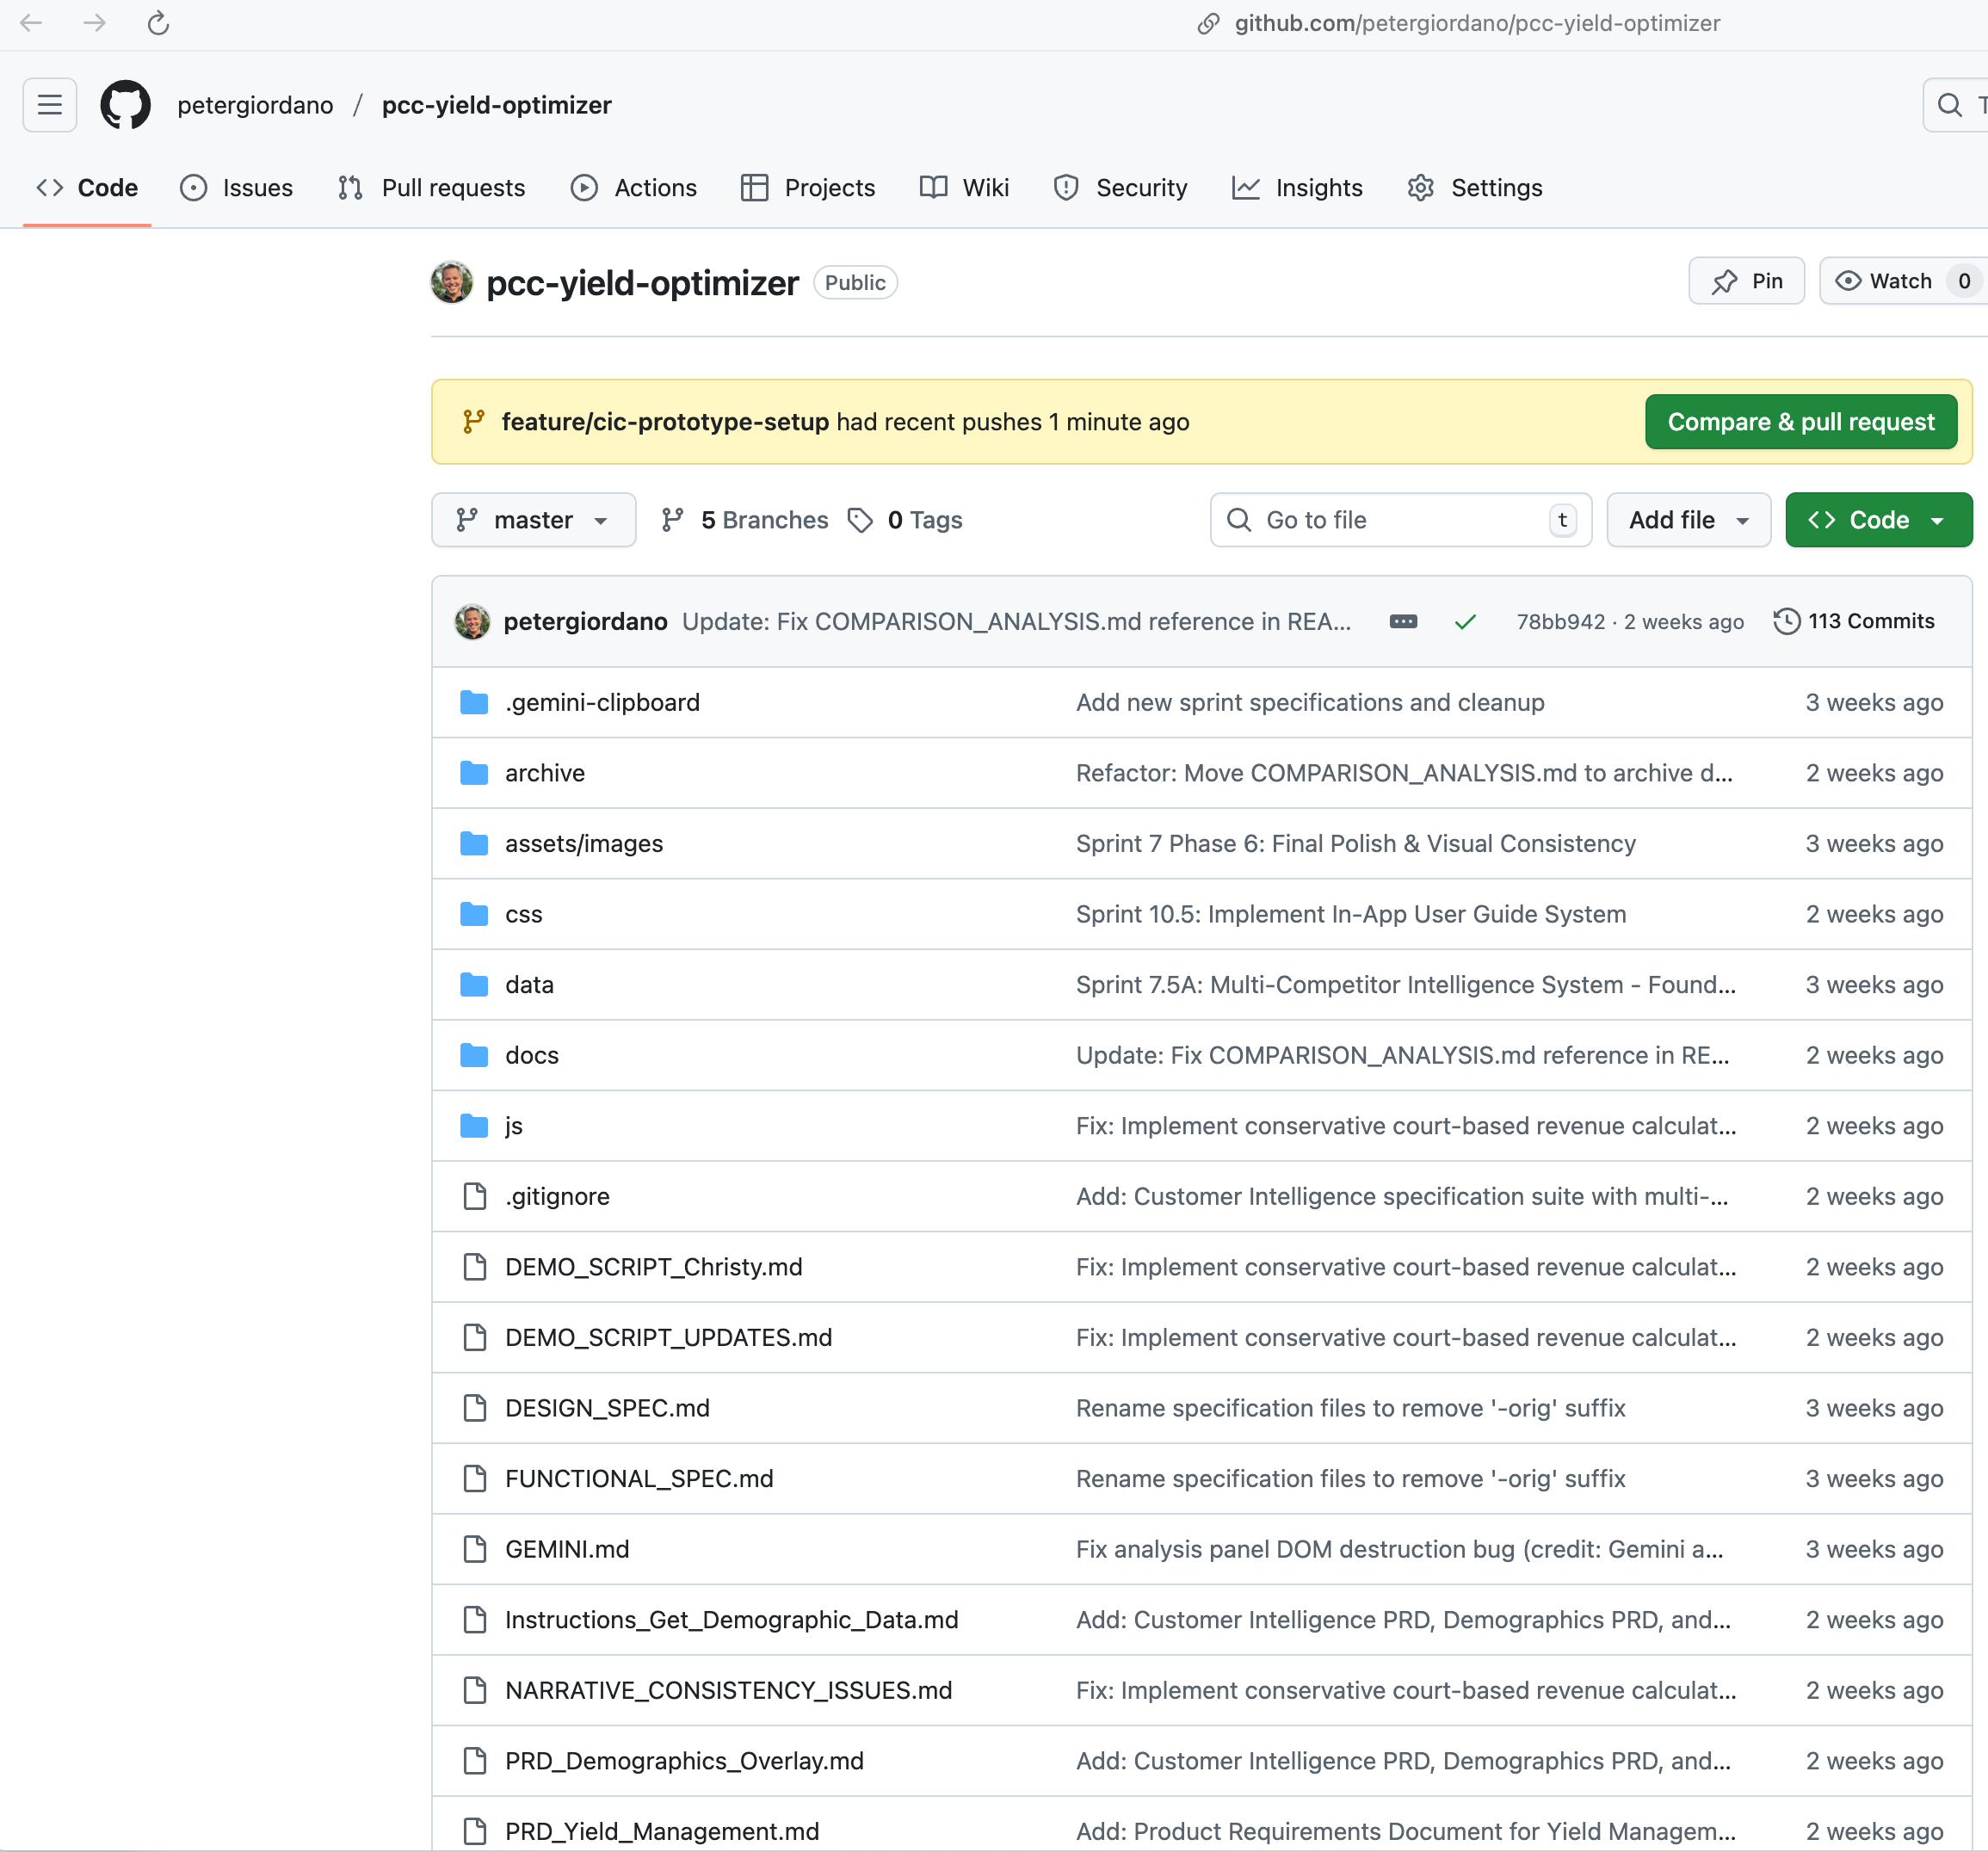 github.com/petergiordano/pcc-yield-optimizer
petergiordano / pcc-yield-optimizer
Code Issues Pull requests Actions Projects Wiki Security Insights Settings
pcc-yield-optimizer Public Pin Watch 0
feature/cic-prototype-setup had recent pushes 1 minute ago Compare & pull request
master 5 Branches 0 Tags Go to file t Add file Code
petergiordano Update: Fix COMPARISON_ANALYSIS.md reference in REA... 78bb942 · 2 weeks ago 113 Commits
.gemini-clipboard Add new sprint specifications and cleanup 3 weeks ago
archive Refactor: Move COMPARISON_ANALYSIS.md to archive d... 2 weeks ago
assets/images Sprint 7 Phase 6: Final Polish & Visual Consistency 3 weeks ago
css Sprint 10.5: Implement In-App User Guide System 2 weeks ago
data Sprint 7.5A: Multi-Competitor Intelligence System - Found... 3 weeks ago
docs Update: Fix COMPARISON_ANALYSIS.md reference in RE... 2 weeks ago
js Fix: Implement conservative court-based revenue calculat... 2 weeks ago
.gitignore Add: Customer Intelligence specification suite with multi-... 2 weeks ago
DEMO_SCRIPT_Christy.md Fix: Implement conservative court-based revenue calculat... 2 weeks ago
DEMO_SCRIPT_UPDATES.md Fix: Implement conservative court-based revenue calculat... 2 weeks ago
DESIGN_SPEC.md Rename specification files to remove '-orig' suffix 3 weeks ago
FUNCTIONAL_SPEC.md Rename specification files to remove '-orig' suffix 3 weeks ago
GEMINI.md Fix analysis panel DOM destruction bug (credit: Gemini a... 3 weeks ago
Instructions_Get_Demographic_Data.md Add: Customer Intelligence PRD, Demographics PRD, and... 2 weeks ago
NARRATIVE_CONSISTENCY_ISSUES.md Fix: Implement conservative court-based revenue calculat... 2 weeks ago
PRD_Demographics_Overlay.md Add: Customer Intelligence PRD, Demographics PRD, and... 2 weeks ago
PRD_Yield_Management.md Add: Product Requirements Document for Yield Managem... 2 weeks ago